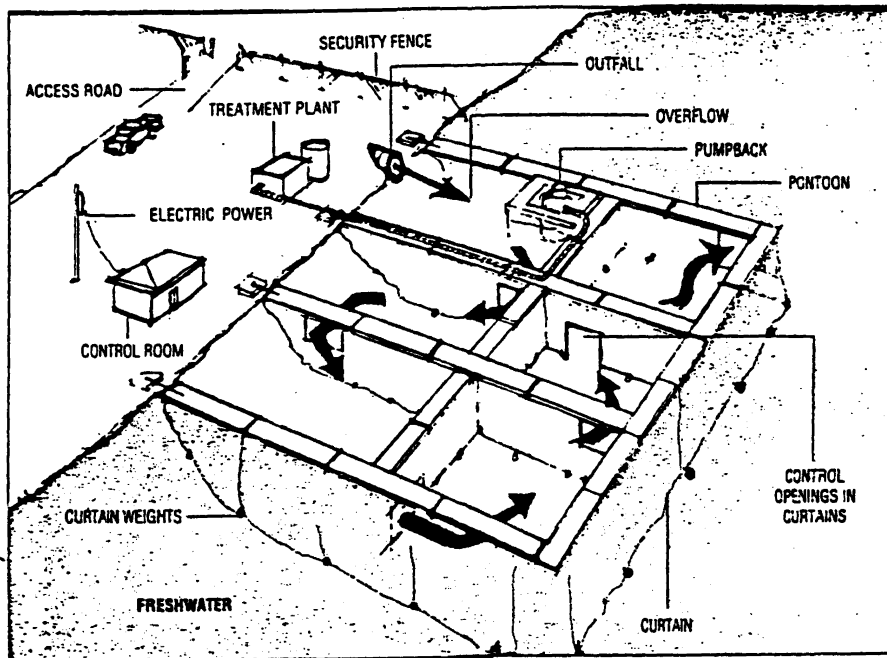 SECURITY FENCE
OUTFALL
ACCESS ROAD
TREATMENT PLANT
OVERFLOW
PUMPBACK
PONTOON
ELECTRIC POWER
CONTROL ROOM
CONTROL
OPENINGS IN
CURTAINS
CURTAIN WEIGHTS
FRESHWATER
CURTAIN